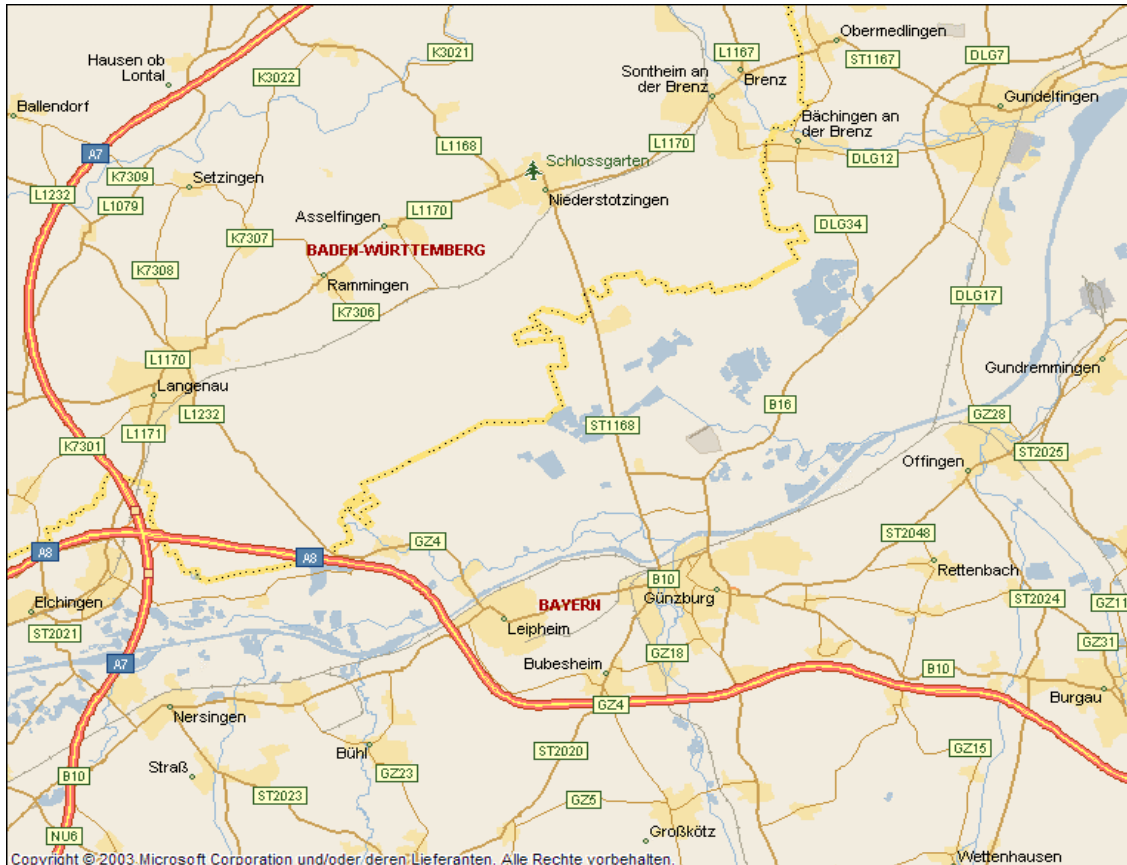 Obermedlingen
K3021
L1167
DLG7
Hausen ob
Lontal
ST1167
K3022
Sontheim an
der Brenz
Brenz
Ballendorf
Gundelfingen
Bächingen an
der Brenz
A7
L1168
L1170
Schlossgarten
DLG12
K7309
Setzingen
L1232
L1079
Niederstotzingen
Asselfingen
L1170
DLG34
K7307
BADEN-WÜRTTEMBERG
K7308
Rammingen
DLG17
K7306
L1170
Gundremmingen
Langenau
B16
L1232
GZ28
ST1168
L1171
K7301
ST2025
Offingen
ST2048
GZ4
A8
A8
Rettenbach
B10
Günzburg
Elchingen
BAYERN
ST2024
GZ11
ST2021
Leipheim
GZ31
GZ18
A7
Bubesheim
B10
Burgau
GZ4
Nersingen
Bühl
ST2020
GZ15
Straß
B10
GZ23
ST2023
GZ5
NU6
Großkötz
Wettenhausen
Copyright © 2003 Microsoft Corporation und/oder deren Lieferanten. Alle Rechte vorbehalten.